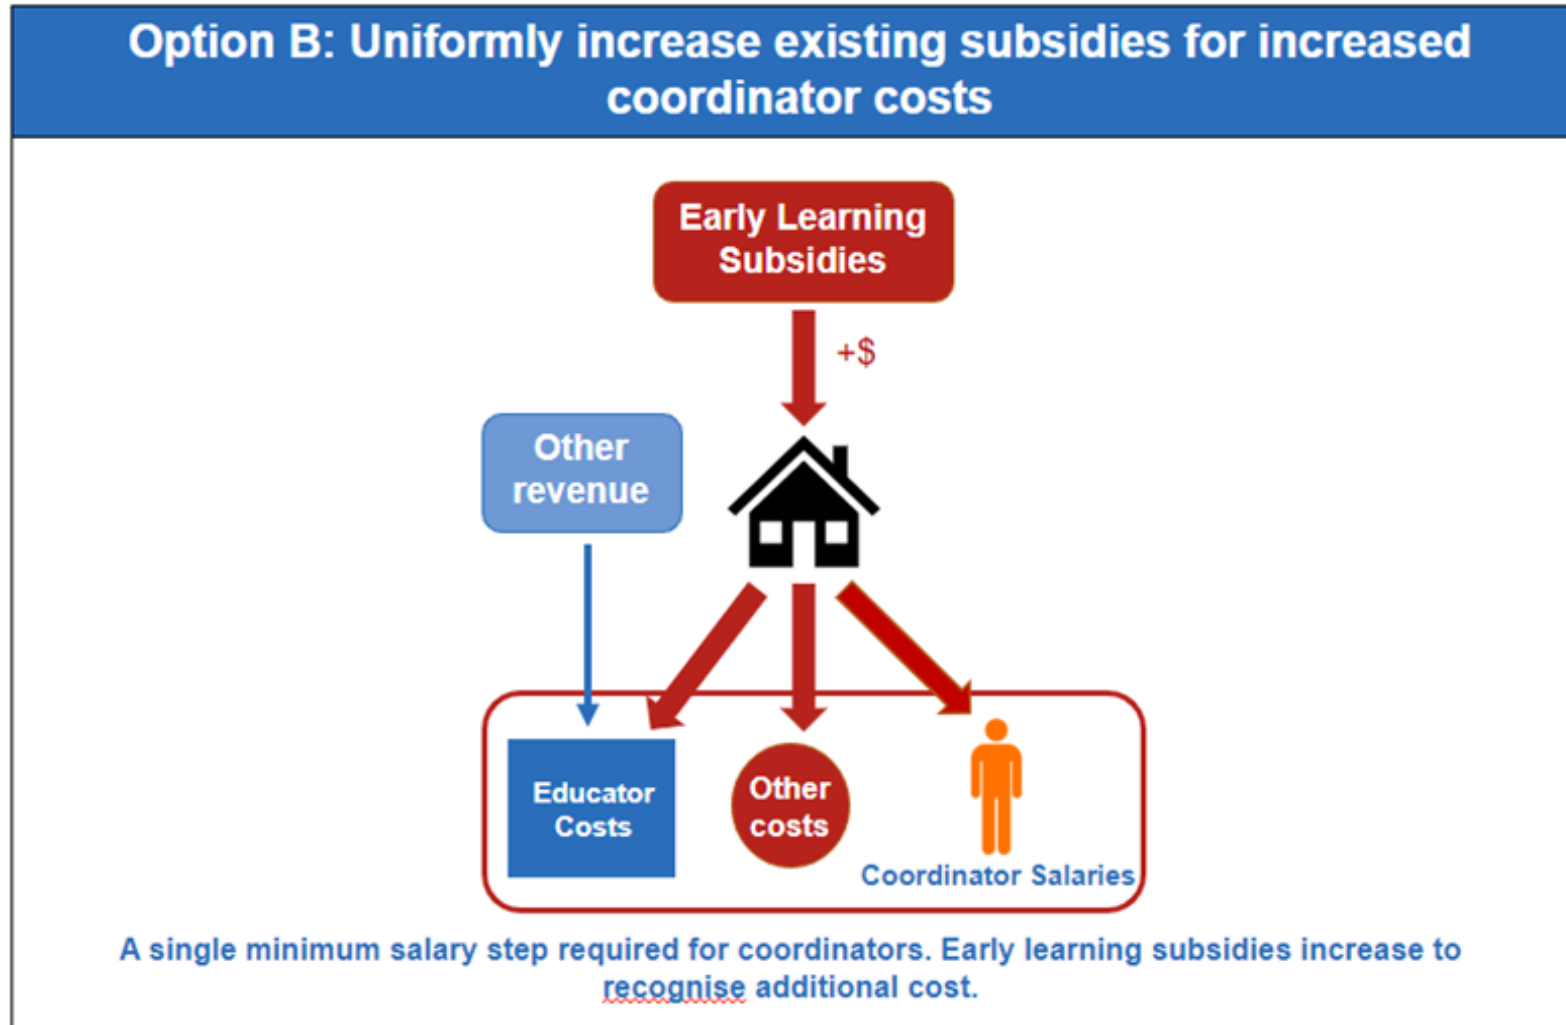 Option B: Uniformly increase existing subsidies for increased
coordinator costs
Early Learning
Subsidies
+$
Other
revenue
Educator
Costs
Other
costs
Coordinator Salaries
A single minimum salary step required for coordinators. Early learning subsidies increase to
recognise additional cost.